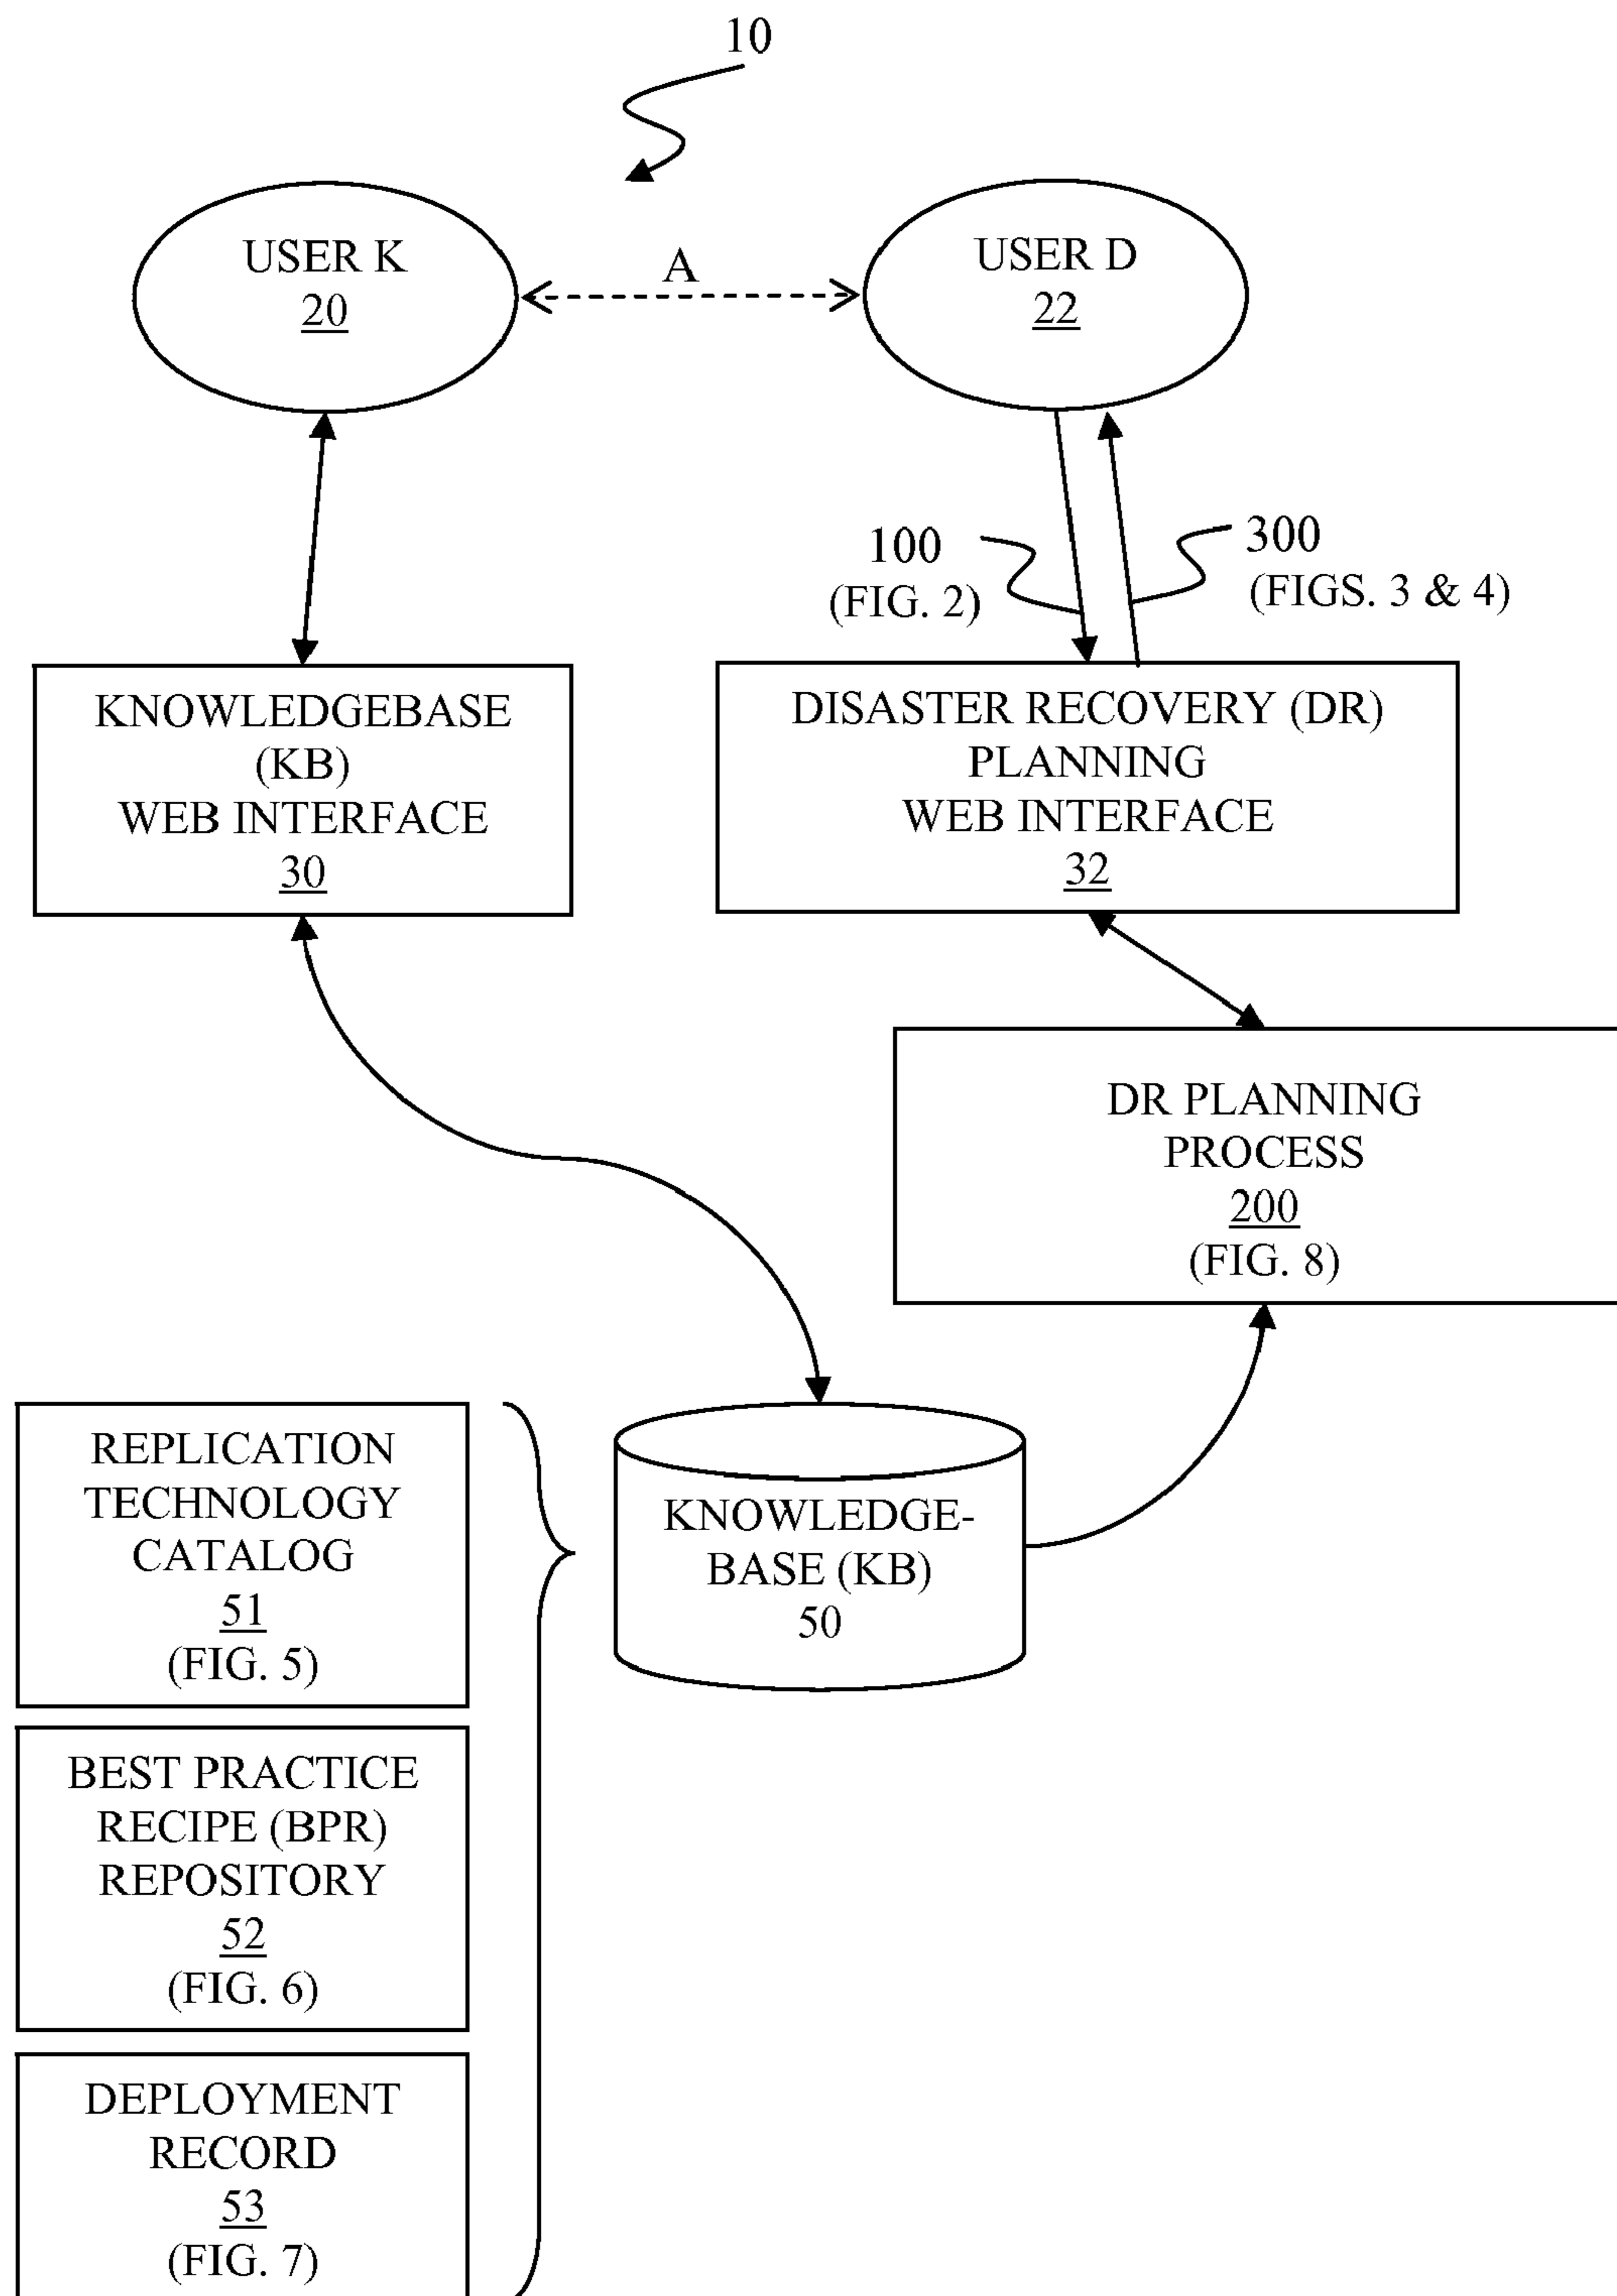 10
USER K
20
A
USER D
22
100
(FIG. 2)
300
(FIGS. 3 & 4)
KNOWLEDGEBASE
(KB)
WEB INTERFACE
30
DISASTER RECOVERY (DR)
PLANNING
WEB INTERFACE
32
DR PLANNING
PROCESS
200
(FIG. 8)
REPLICATION
TECHNOLOGY
CATALOG
51
(FIG. 5)
KNOWLEDGE-
BASE (KB)
50
BEST PRACTICE
RECIPE (BPR)
REPOSITORY
52
(FIG. 6)
DEPLOYMENT
RECORD
53
(FIG. 7)